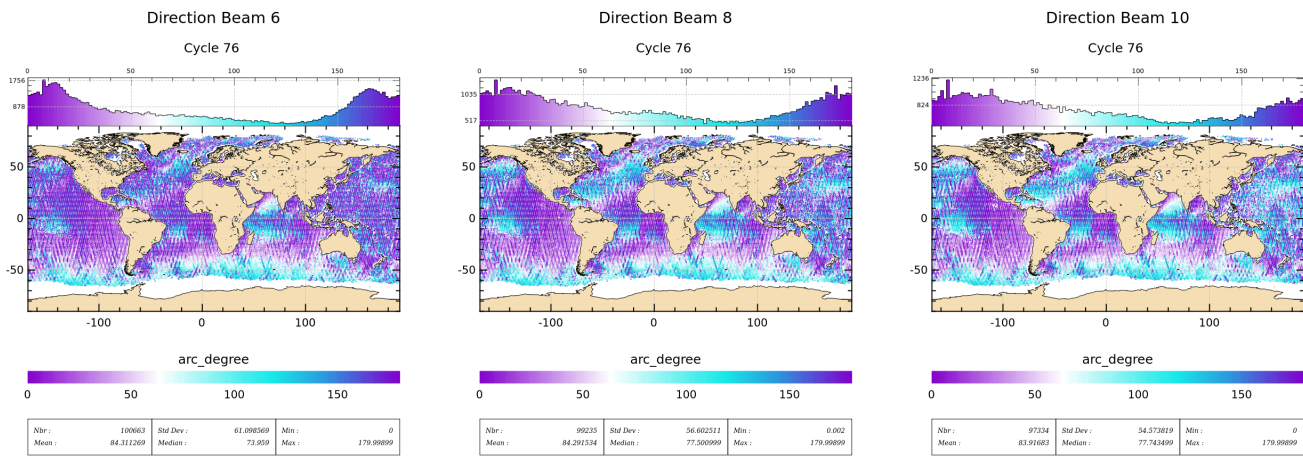 Direction Beam 6
Cycle 76
0 50 100 150
1756
878
50
0
-50
-100 0 100
arc_degree
0 50 100 150
Nbr : 100663 Std Dev : 61.098569 Min : 0
Mean : 84.311269 Median : 73.959 Max : 179.99899
Direction Beam 8
Cycle 76
0 50 100 150
1035
517
50
0
-50
-100 0 100
arc_degree
0 50 100 150
Nbr : 99235 Std Dev : 56.602511 Min : 0.002
Mean : 84.291534 Median : 77.500999 Max : 179.99899
Direction Beam 10
Cycle 76
0 50 100 150
1236
824
50
0
-50
-100 0 100
arc_degree
0 50 100 150
Nbr : 97334 Std Dev : 54.573819 Min : 0
Mean : 83.91683 Median : 77.743499 Max : 179.99899